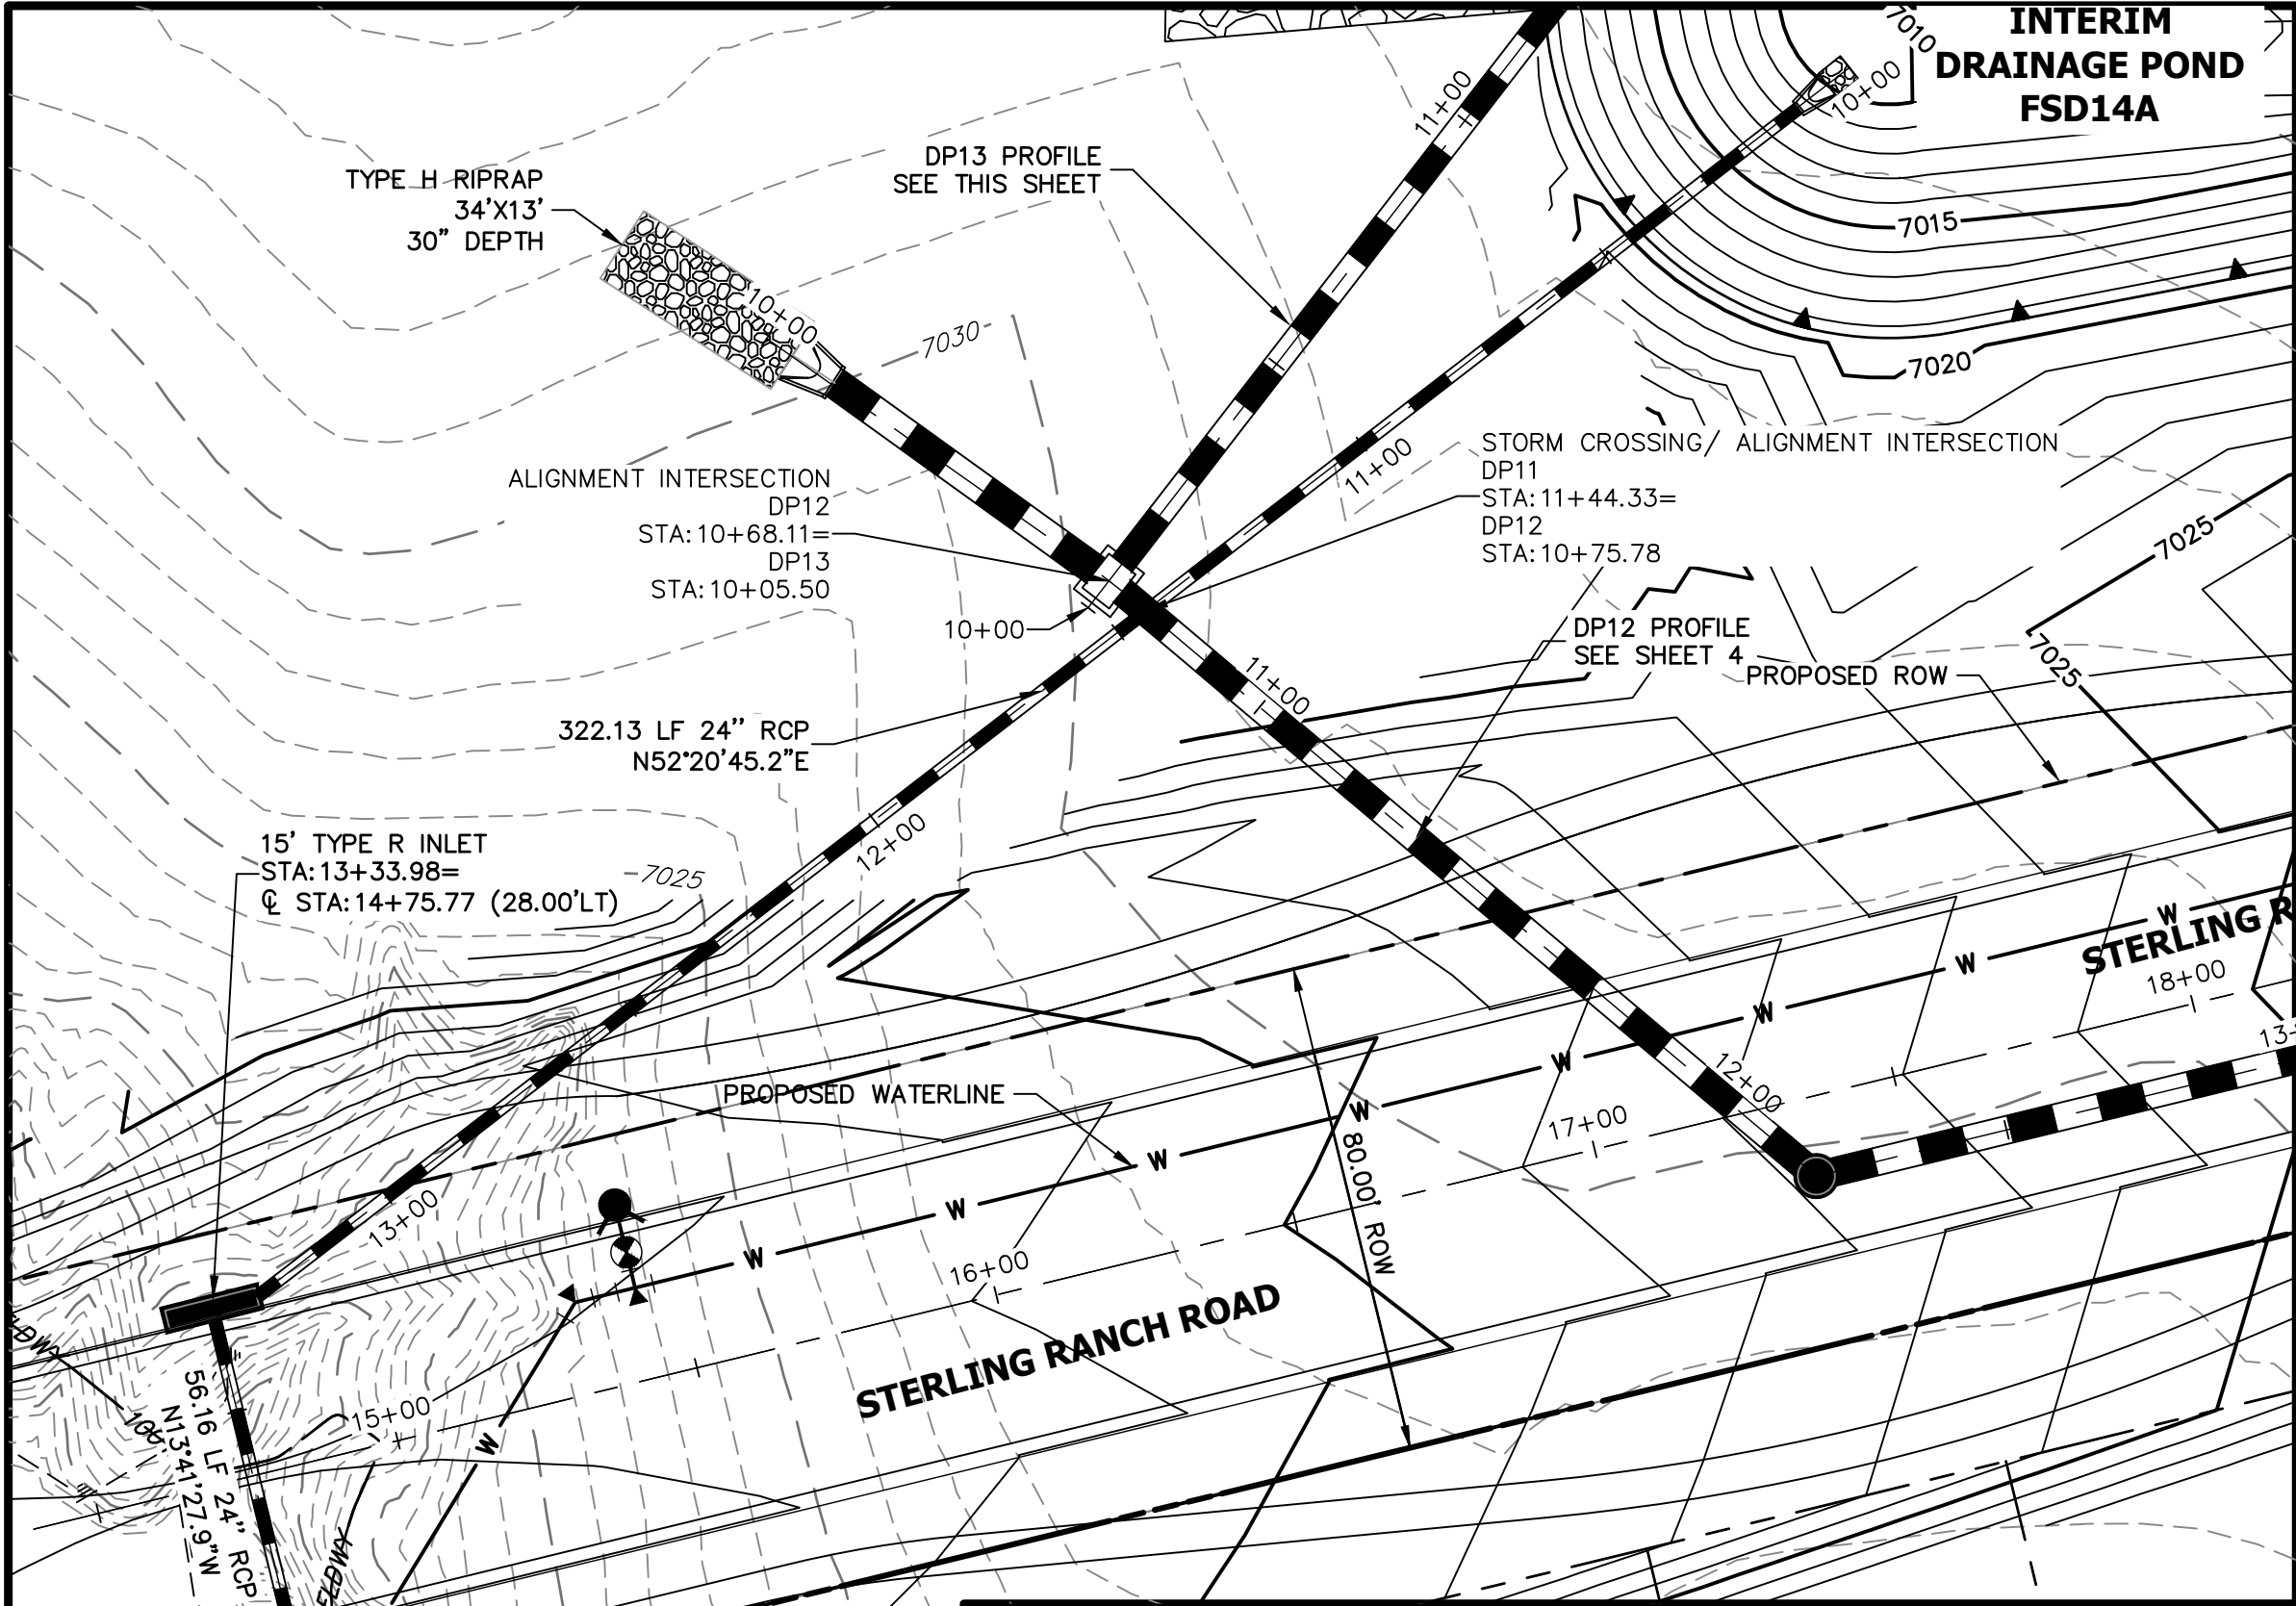 INTERIM
DRAINAGE POND
FSD14A
7010
10+00
11+00
DP13 PROFILE
SEE THIS SHEET
TYPE H RIPRAP
34'X13'
30" DEPTH
10+00
7015
7030
7020
ALIGNMENT INTERSECTION
DP12
STA:10+68.11=
DP13
STA:10+05.50
10+00
11+00
STORM CROSSING/ ALIGNMENT INTERSECTION
DP11
STA:11+44.33=
DP12
STA:10+75.78
7025
DP12 PROFILE
SEE SHEET 4
PROPOSED ROW
7025
11+00
322.13 LF 24" RCP
N52°20'45.2"E
12+00
15' TYPE R INLET
STA:13+33.98=
℄ STA:14+75.77 (28.00'LT)
7025
W
STERLING R
18+00
W
W
W
13+
12+00
PROPOSED WATERLINE
W
17+00
W
80.00' ROW
W
13+00
W
16+00
STERLING RANCH ROAD
15+00
W
56.16 LF 24" RCP
N13°41'27.9"W